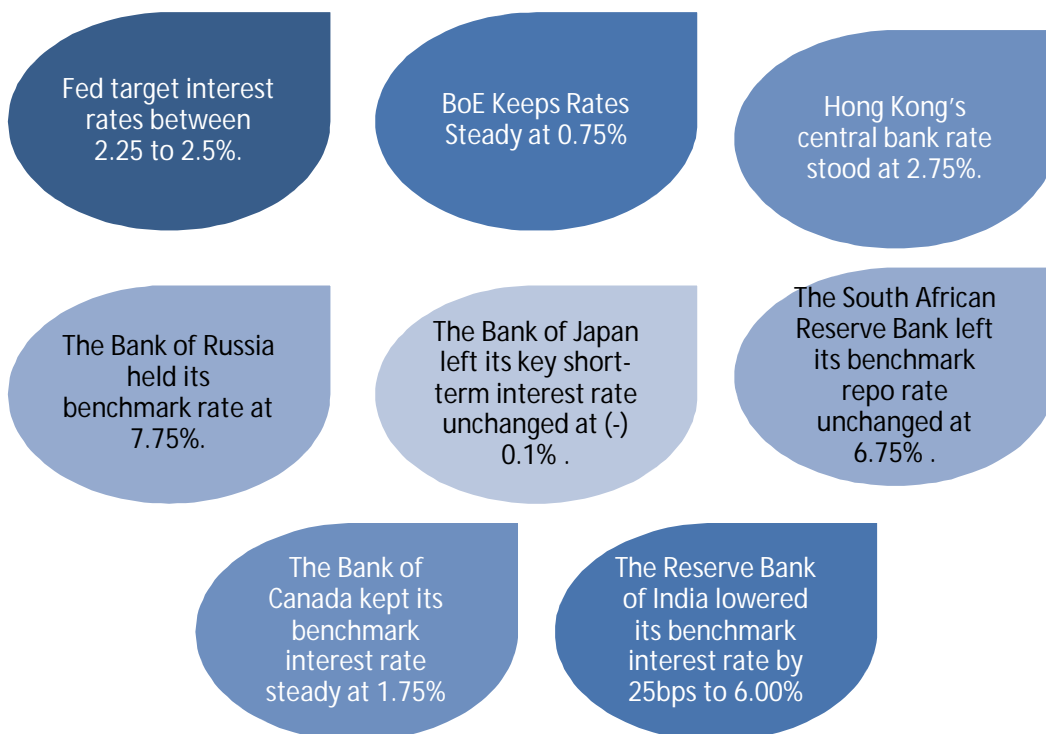 Fed target interest
rates between
2.25 to 2.5%.
BoE Keeps Rates
Steady at 0.75%
Hong Kong's
central bank rate
stood at 2.75%.
The Bank of Russia
held its
benchmark rate at
7.75%.
The Bank of Japan
left its key short-
term interest rate
unchanged at (-)
0.1% .
The South African
Reserve Bank left
its benchmark
repo rate
unchanged at
6.75% .
The Bank of
Canada kept its
benchmark
interest rate
steady at 1.75%
The Reserve Bank
of India lowered
its benchmark
interest rate by
25bps to 6.00%